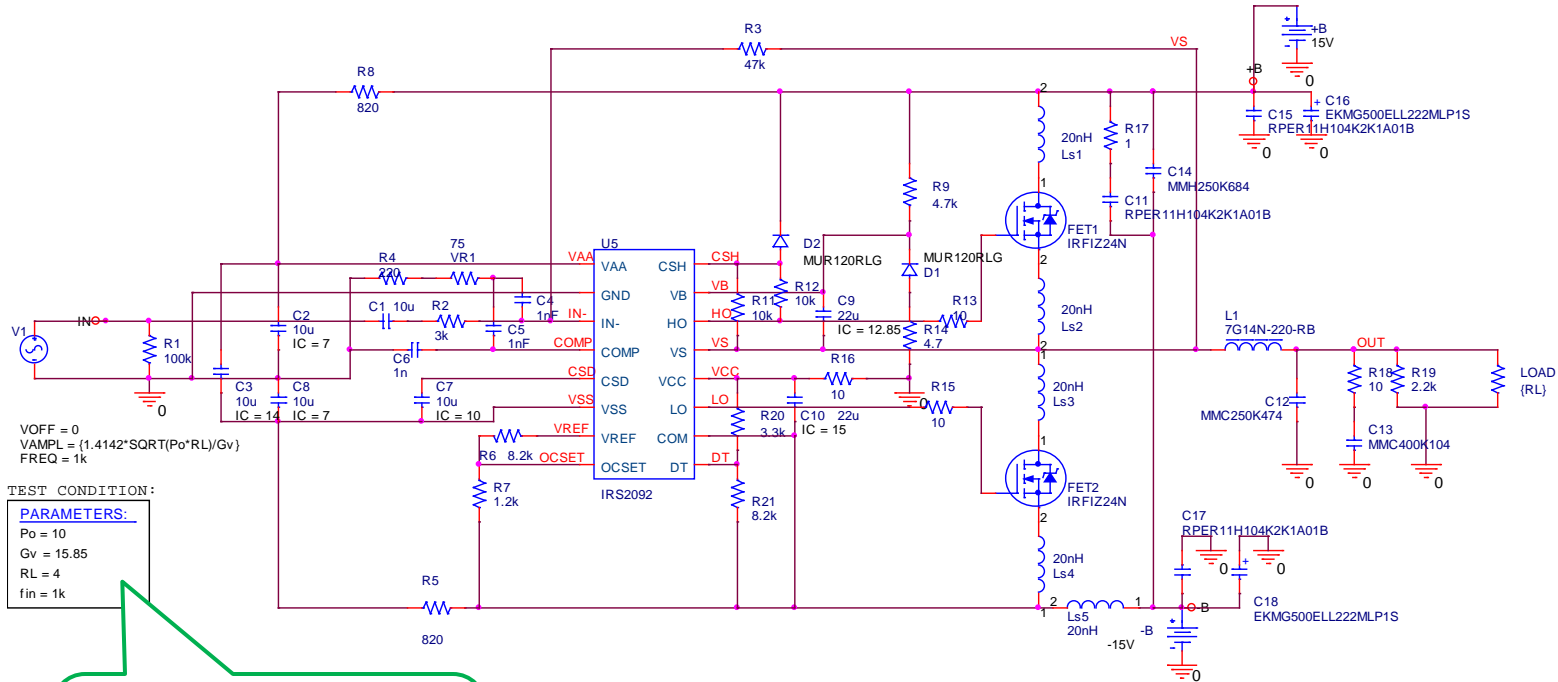 R3
47k
VS
+B
15V
0
R8
820
+B
C15
RPER11H104K2K1A01B
0
C16
+
EKMG500ELL222MLP1S
0
2
20nH
Ls1
1
R17
1
C14
MMH250K684
C11
RPER11H104K2K1A01B
R9
4.7k
FET1
IRFIZ24N
2
D2
MUR120RLG
MUR120RLG
D1
U5
VAA
VAA
CSH
CSH
GND
VB
VB
IN-
IN-
HO
HO
COMP
COMP
VS
VS
CSD
CSD
VCC
VCC
VSS
VSS
LO
LO
VREF
VREF
COM
OCSET
OCSET
DT
DT
IRS2092
75
R4
VR1
220
C1
10u
R2
3k
C4
1nF
C5
1nF
C6
1n
V1
IN
R1
100k
0
C2
10u
IC = 7
C3
10u
IC = 14
C8
10u
IC = 7
C7
10u
IC = 10
R11
10k
R12
10k
C9
22u
IC = 12.85
R13
10
R14
4.7
R16
10
0
R15
10
20nH
Ls2
2
1
20nH
Ls3
1
L1
7G14N-220-RB
OUT
C12
MMC250K474
0
R18
10
R19
2.2k
LOAD
{RL}
C13
MMC400K104
0
0
0
R20
3.3k
C10
22u
IC = 15
R6
8.2k
R7
1.2k
R21
8.2k
FET2
IRFIZ24N
2
20nH
Ls4
1
R5
820
2
1
Ls5
20nH
C17
RPER11H104K2K1A01B
0
0
+
C18
EKMG500ELL222MLP1S
-B
-B
-15V
0
VOFF = 0
VAMPL = {1.4142*SQRT(Po*RL)/Gv}
FREQ = 1k
TEST CONDITION:
PARAMETERS:
Po = 10
Gv = 15.85
RL = 4
fin = 1k